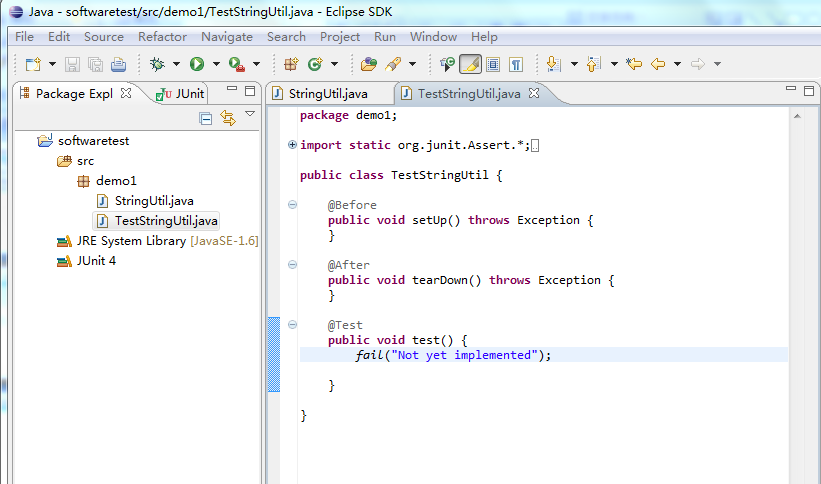 Java - softwaretest/src/demo1/TestStringUtil.java - Eclipse SDK
File Edit Source Refactor Navigate Search Project Run Window Help
Package Expl JUnit
softwaretest
src
demo1
StringUtil.java
TestStringUtil.java
JRE System Library [JavaSE-1.6]
JUnit 4
StringUtil.java TestStringUtil.java
package demo1;
import static org.junit.Assert.*;
public class TestStringUtil {
@Before
public void setUp() throws Exception {
}
@After
public void tearDown() throws Exception {
}
@Test
public void test() {
fail("Not yet implemented");
}
}